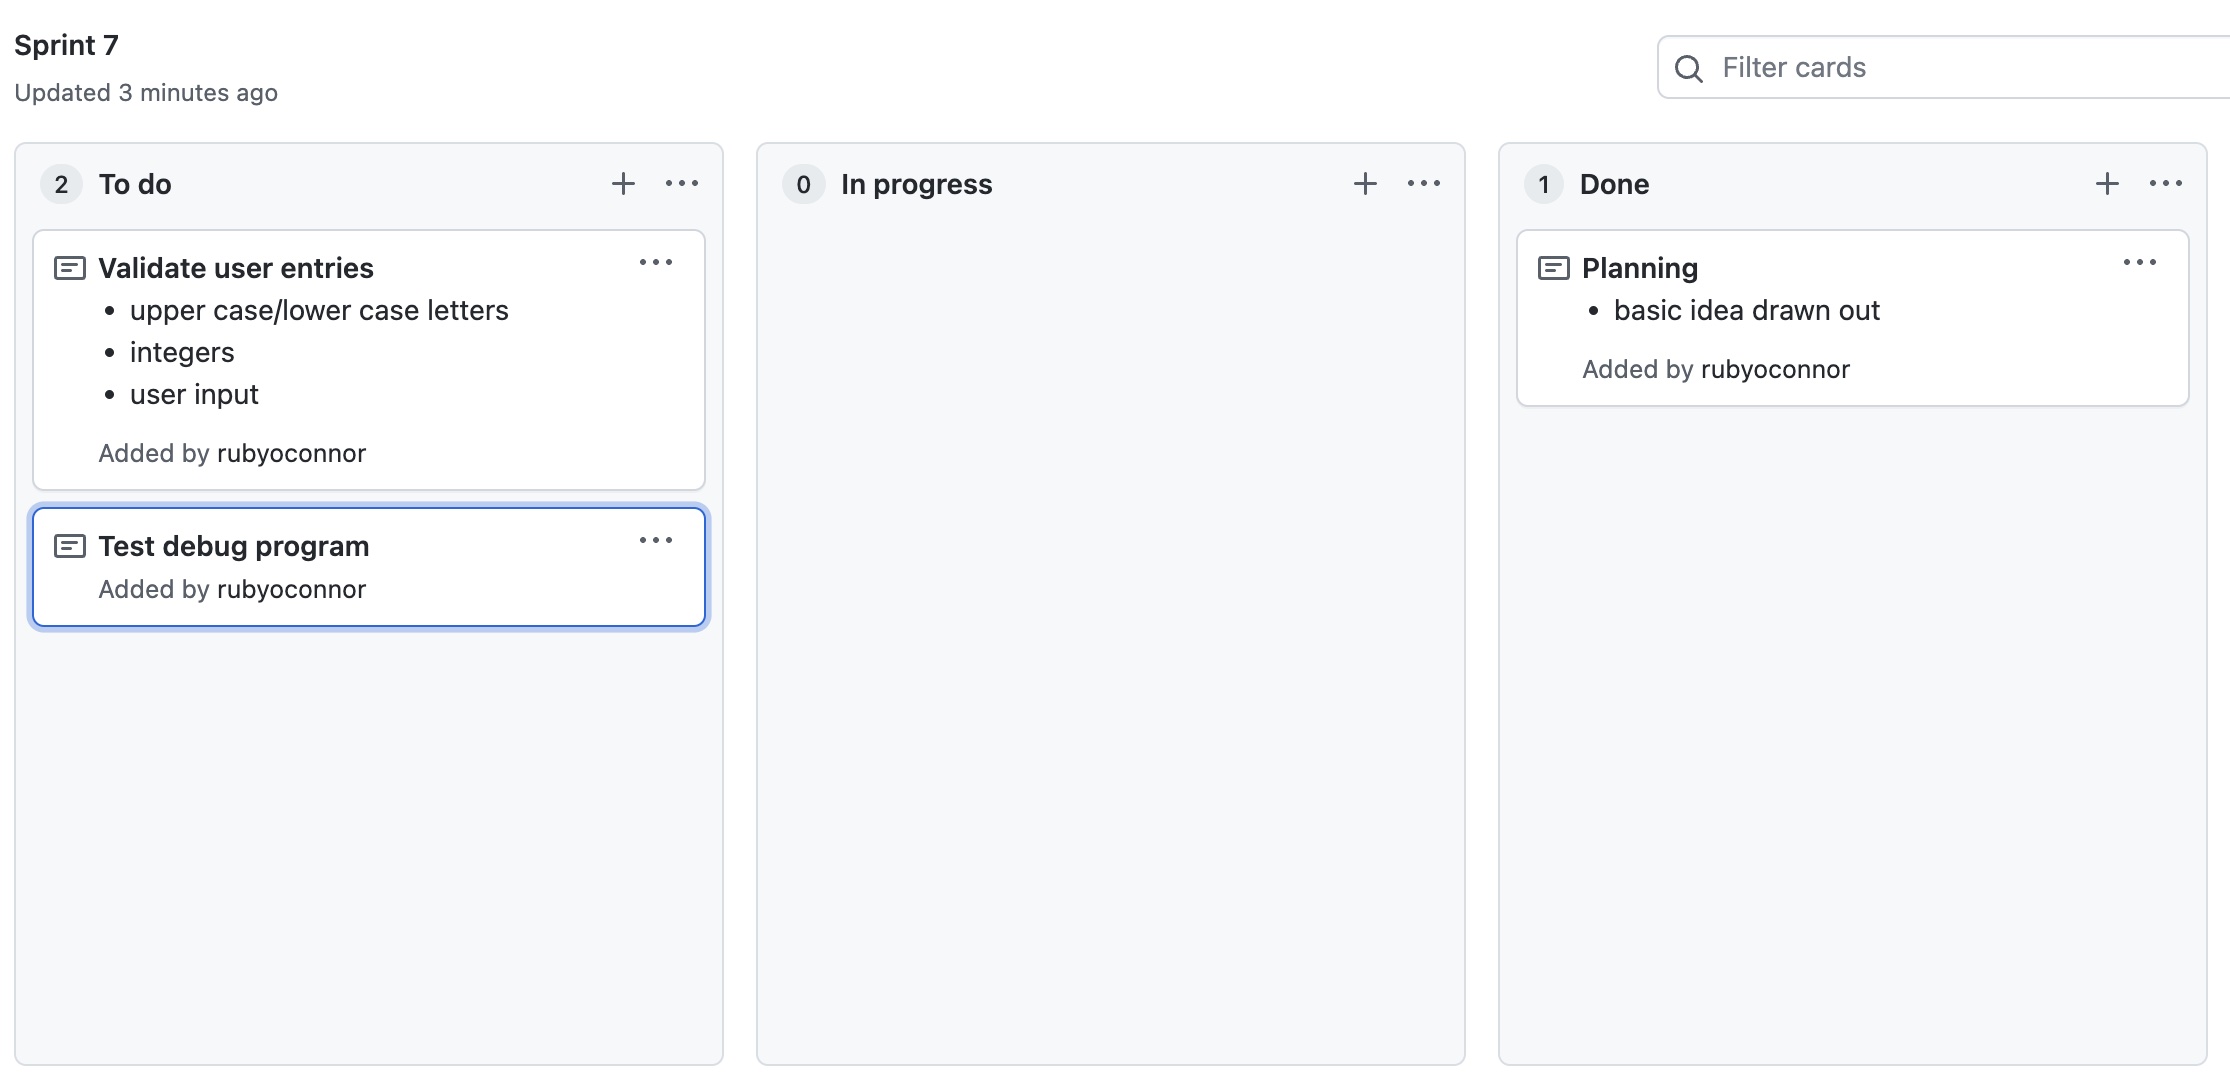 Sprint 7
Updated 3 minutes ago
Filter cards
2 To do
Validate user entries
• upper case/lower case letters
• integers
• user input
Added by rubyoconnor
Test debug program
Added by rubyoconnor
0 In progress
1 Done
Planning
• basic idea drawn out
Added by rubyoconnor